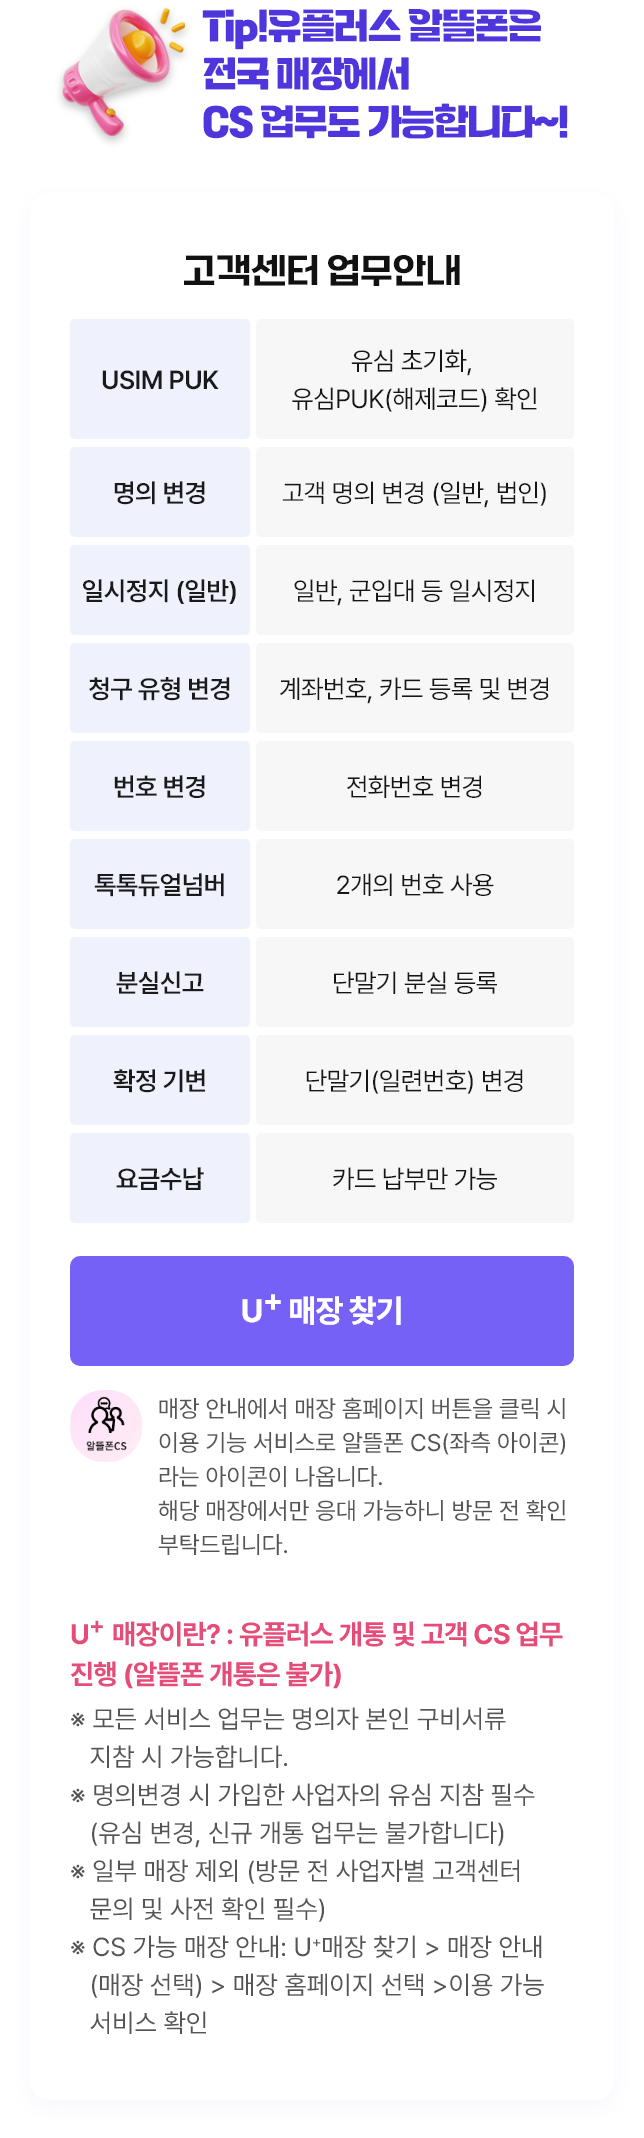 Tip!유플러스 알뜰폰은
전국 매장에서
CS 업무도 가능합니다~!
고객센터 업무안내
USIM PUK
유심 초기화,
유심PUK(해제코드) 확인
명의 변경
고객 명의 변경 (일반, 법인)
일시정지 (일반)
일반, 군입대 등 일시정지
청구 유형 변경
계좌번호, 카드 등록 및 변경
번호 변경
전화번호 변경
톡톡듀얼넘버
2개의 번호 사용
분실신고
단말기 분실 등록
확정 기변
단말기(일련번호) 변경
요금수납
카드 납부만 가능
U⁺ 매장 찾기
알뜰폰CS
매장 안내에서 매장 홈페이지 버튼을 클릭 시
이용 기능 서비스로 알뜰폰 CS(좌측 아이콘)
라는 아이콘이 나옵니다.
해당 매장에서만 응대 가능하니 방문 전 확인
부탁드립니다.
U⁺ 매장이란? : 유플러스 개통 및 고객 CS 업무
진행 (알뜰폰 개통은 불가)
※ 모든 서비스 업무는 명의자 본인 구비서류
지참 시 가능합니다.
※ 명의변경 시 가입한 사업자의 유심 지참 필수
(유심 변경, 신규 개통 업무는 불가합니다)
※ 일부 매장 제외 (방문 전 사업자별 고객센터
문의 및 사전 확인 필수)
※ CS 가능 매장 안내: U⁺매장 찾기 > 매장 안내
(매장 선택) > 매장 홈페이지 선택 >이용 가능
서비스 확인